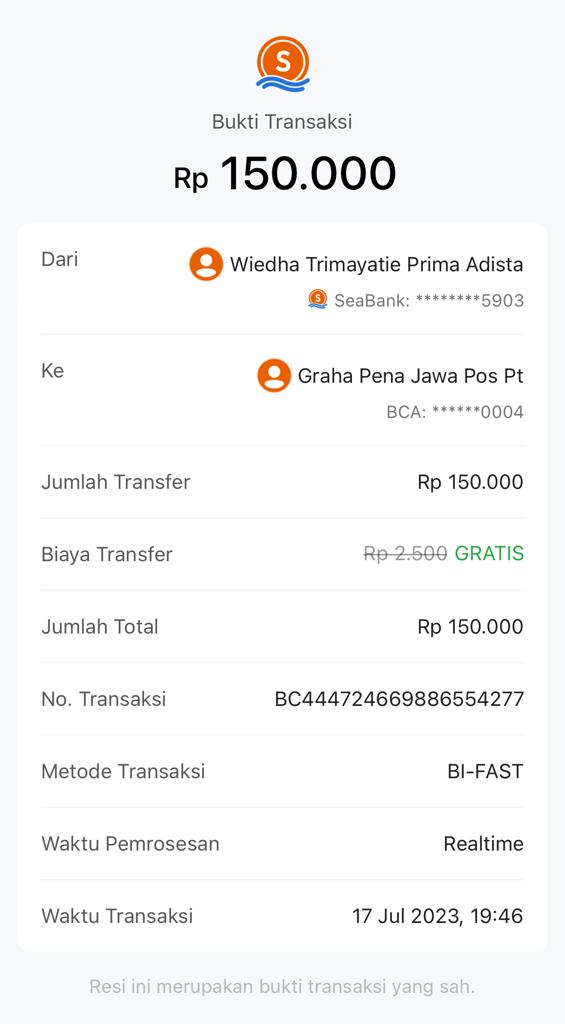 S
Bukti Transaksi
Rp 150.000
Dari Wiedha Trimayatie Prima Adista
S SeaBank: ********5903
Ke Graha Pena Jawa Pos Pt
BCA: ******0004
Jumlah Transfer Rp 150.000
Biaya Transfer Rp 2.500 GRATIS
Jumlah Total Rp 150.000
No. Transaksi BC444724669886554277
Metode Transaksi BI-FAST
Waktu Pemrosesan Realtime
Waktu Transaksi 17 Jul 2023, 19:46
Resi ini merupakan bukti transaksi yang sah.